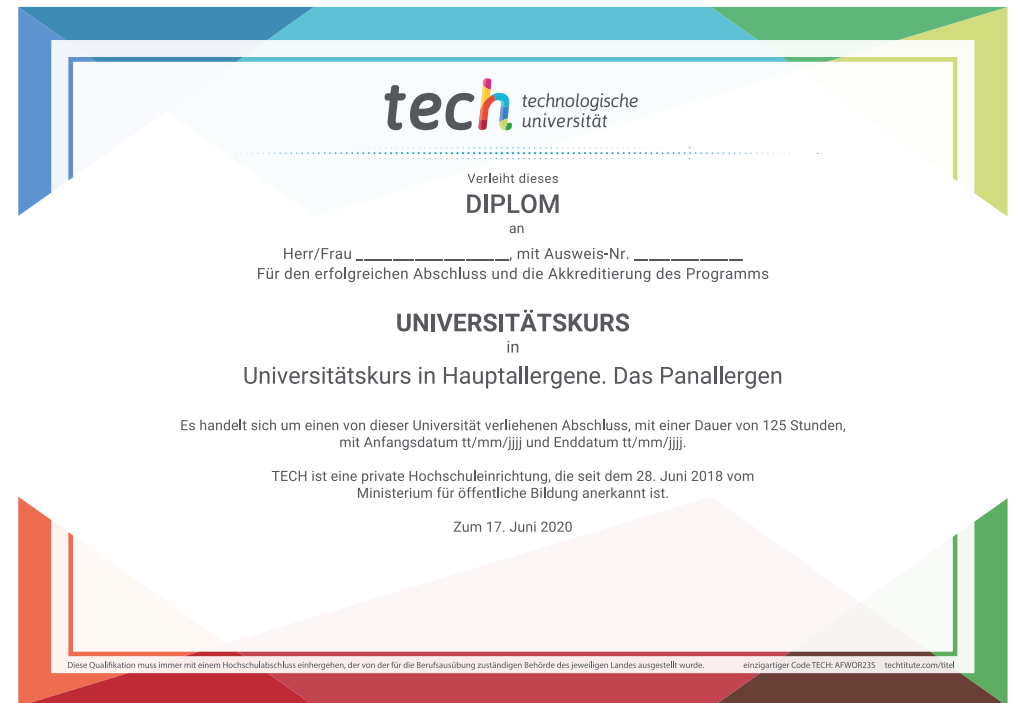 tech technologische
universität
Verleiht dieses
DIPLOM
an
Herr/Frau ____________________, mit Ausweis-Nr. ______________
Für den erfolgreichen Abschluss und die Akkreditierung des Programms
UNIVERSITÄTSKURS
in
Universitätskurs in Hauptallergene. Das Panallergen
Es handelt sich um einen von dieser Universität verliehenen Abschluss, mit einer Dauer von 125 Stunden,
mit Anfangsdatum tt/mm/jjjj und Enddatum tt/mm/jjjj.
TECH ist eine private Hochschuleinrichtung, die seit dem 28. Juni 2018 vom
Ministerium für öffentliche Bildung anerkannt ist.
Zum 17. Juni 2020
Diese Qualifikation muss immer mit einem Hochschulabschluss einhergehen, der von der für die Berufsausübung zuständigen Behörde des jeweiligen Landes ausgestellt wurde. einzigartiger Code TECH: AFWOR23S techtitute.com/titel